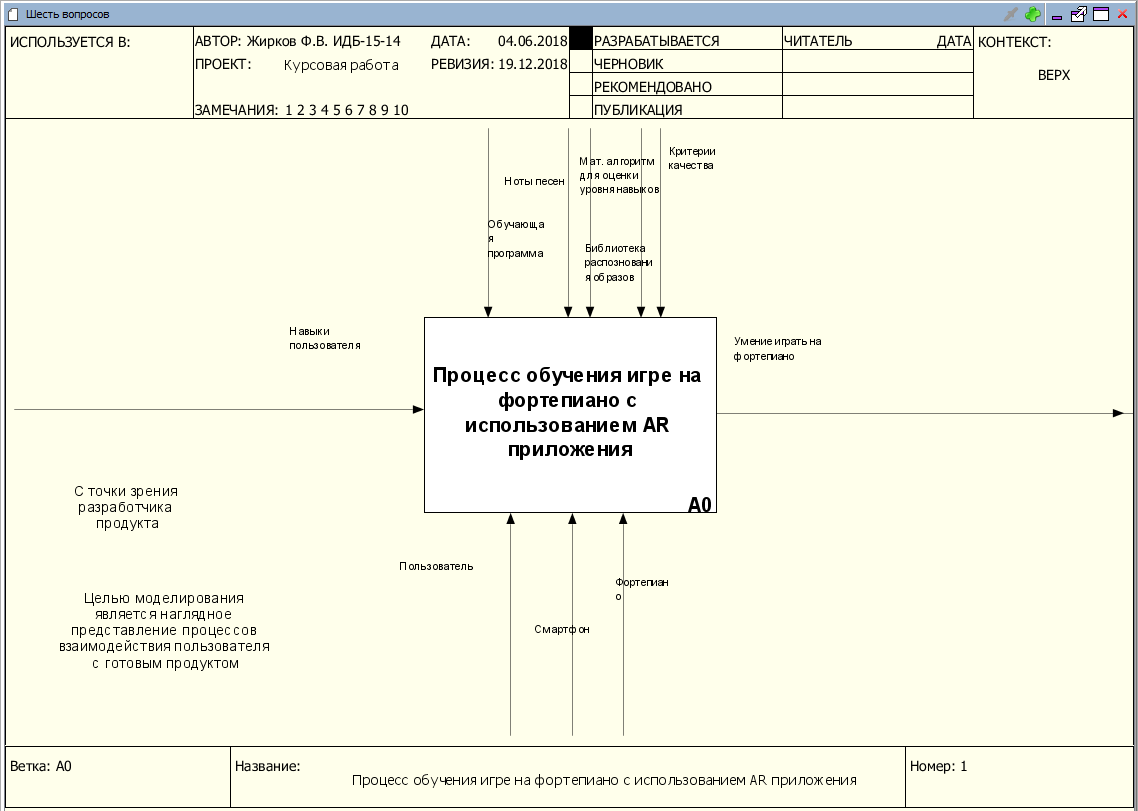 Шесть вопросов
ИСПОЛЬЗУЕТСЯ В:
АВТОР: Жирков Ф.В. ИДБ-15-14
ДАТА: 04.06.2018
ПРОЕКТ: Курсовая работа
РЕВИЗИЯ: 19.12.2018
ЗАМЕЧАНИЯ: 1 2 3 4 5 6 7 8 9 10
РАЗРАБАТЫВАЕТСЯ
ЧЕРНОВИК
РЕКОМЕНДОВАНО
ПУБЛИКАЦИЯ
ЧИТАТЕЛЬ ДАТА
КОНТЕКСТ:
ВЕРХ
Ноты песен
Мат. алгоритм
для оценки
уровня навыков
Критерии
качества
Обучающа
я
программа
Библиотека
распозновани
я образов
Навыки
пользователя
Процесс обучения игре на
фортепиано с
использованием AR
приложения
A0
Умение играть на
фортепиано
С точки зрения
разработчика
продукта
Пользователь
Смартфон
Фортепиан
о
Целью моделирования
является наглядное
представление процессов
взаимодействия пользователя
с готовым продуктом
Ветка: A0
Название:
Процесс обучения игре на фортепиано с использованием AR приложения
Номер: 1